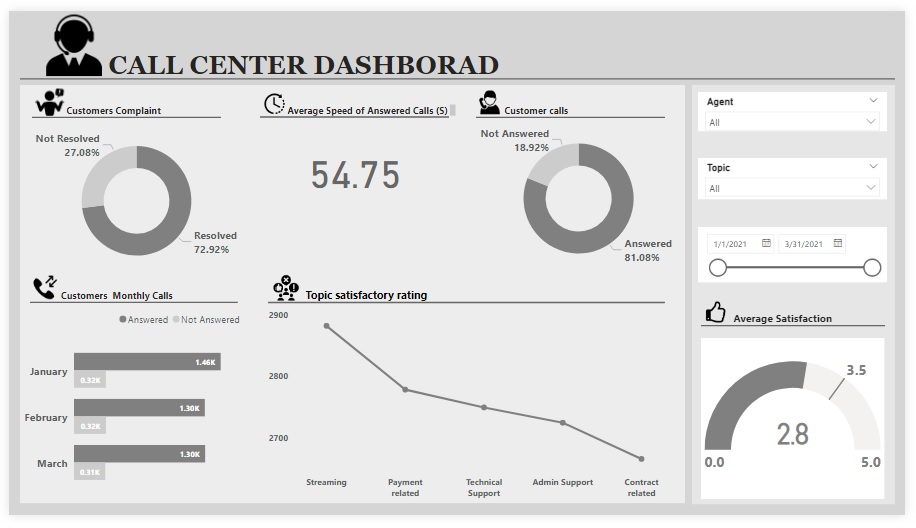 CALL CENTER DASHBORAD
Customers Complaint
Not Resolved
27.08%
Resolved
72.92%
Average Speed of Answered Calls (S)
54.75
Customer calls
Not Answered
18.92%
Answered
81.08%
Agent
All
Topic
All
1/1/2021
3/31/2021
Customers Monthly Calls
Answered Not Answered
January
1.46K
0.32K
February
1.30K
0.32K
March
1.30K
0.31K
Topic satisfactory rating
2900
2800
2700
Streaming
Payment
related
Technical
Support
Admin Support
Contract
related
Average Satisfaction
3.5
2.8
0.0
5.0